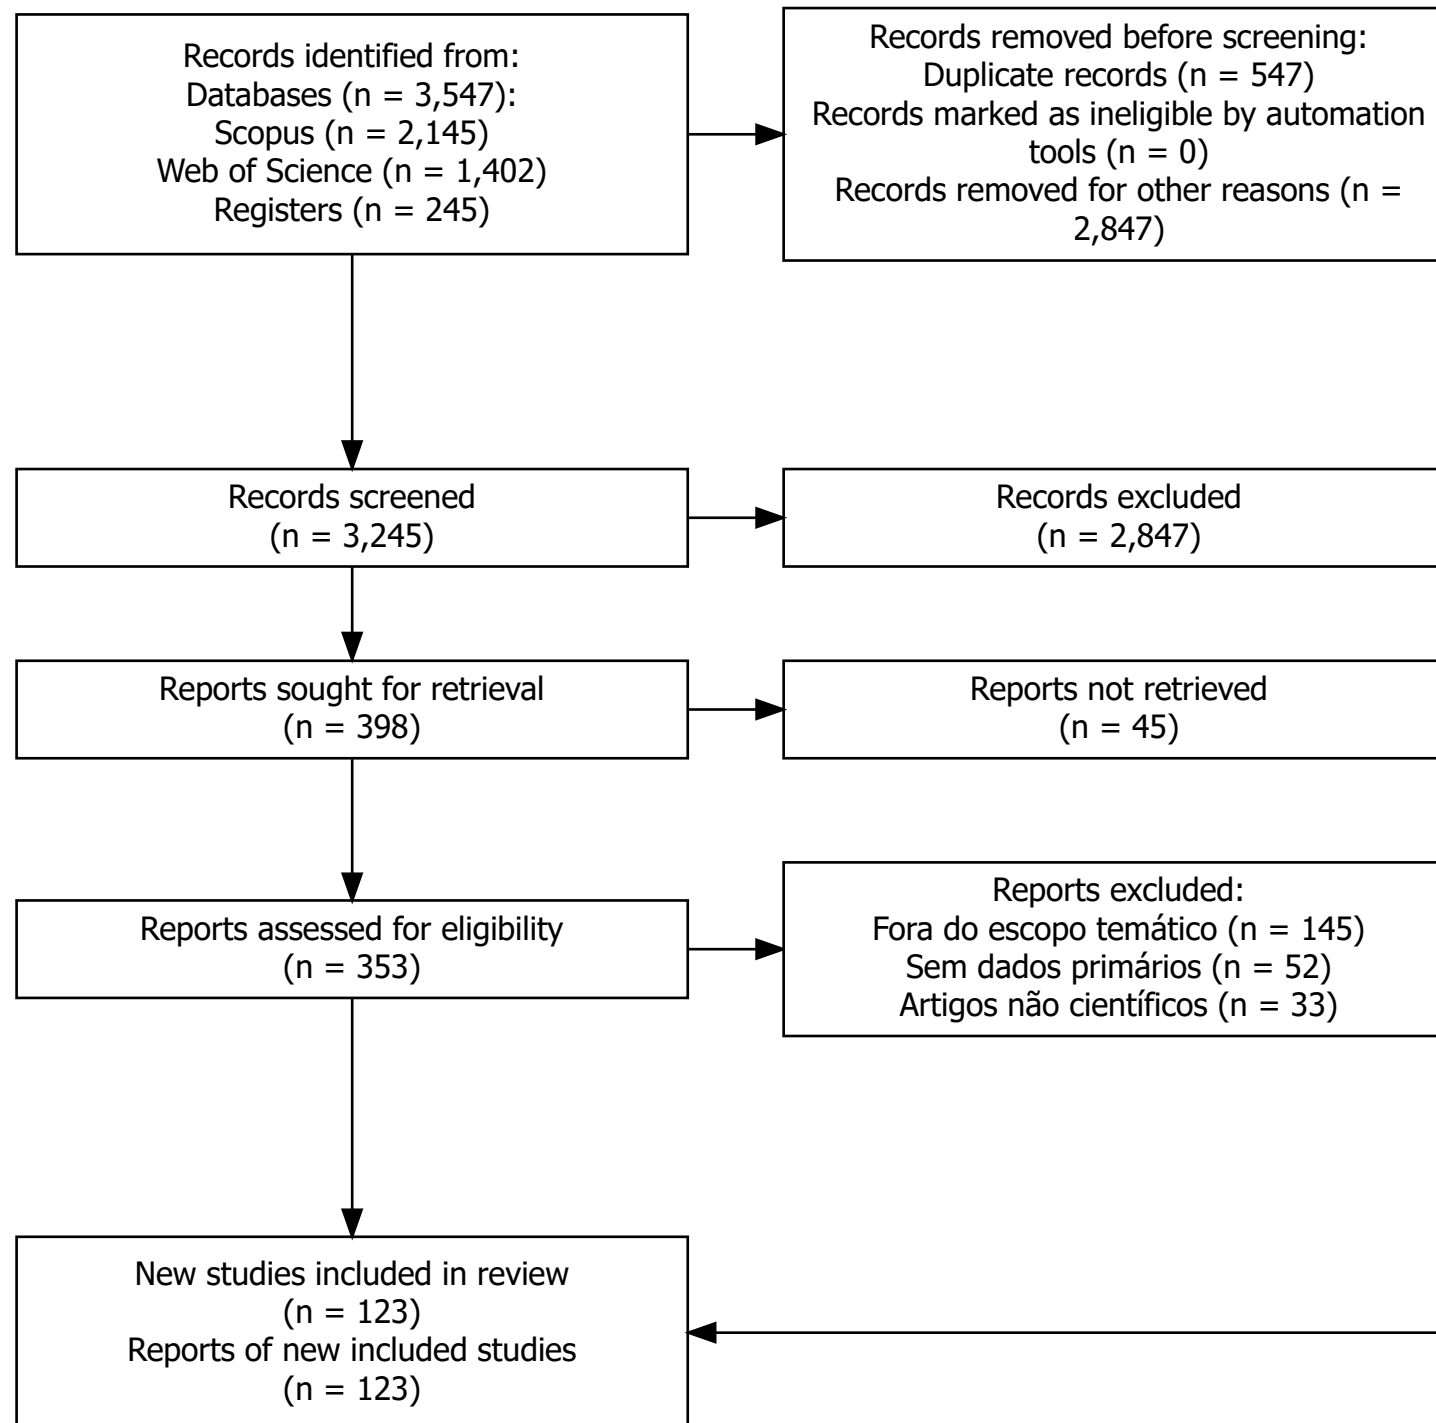 Records identified from:
Databases (n = 3,547):
Scopus (n = 2,145)
Web of Science (n = 1,402)
Registers (n = 245)
Records removed before screening:
Duplicate records (n = 547)
Records marked as ineligible by automation
tools (n = 0)
Records removed for other reasons (n =
2,847)
Records screened
(n = 3,245)
Records excluded
(n = 2,847)
Reports sought for retrieval
(n = 398)
Reports not retrieved
(n = 45)
Reports assessed for eligibility
(n = 353)
Reports excluded:
Fora do escopo temático (n = 145)
Sem dados primários (n = 52)
Artigos não científicos (n = 33)
New studies included in review
(n = 123)
Reports of new included studies
(n = 123)